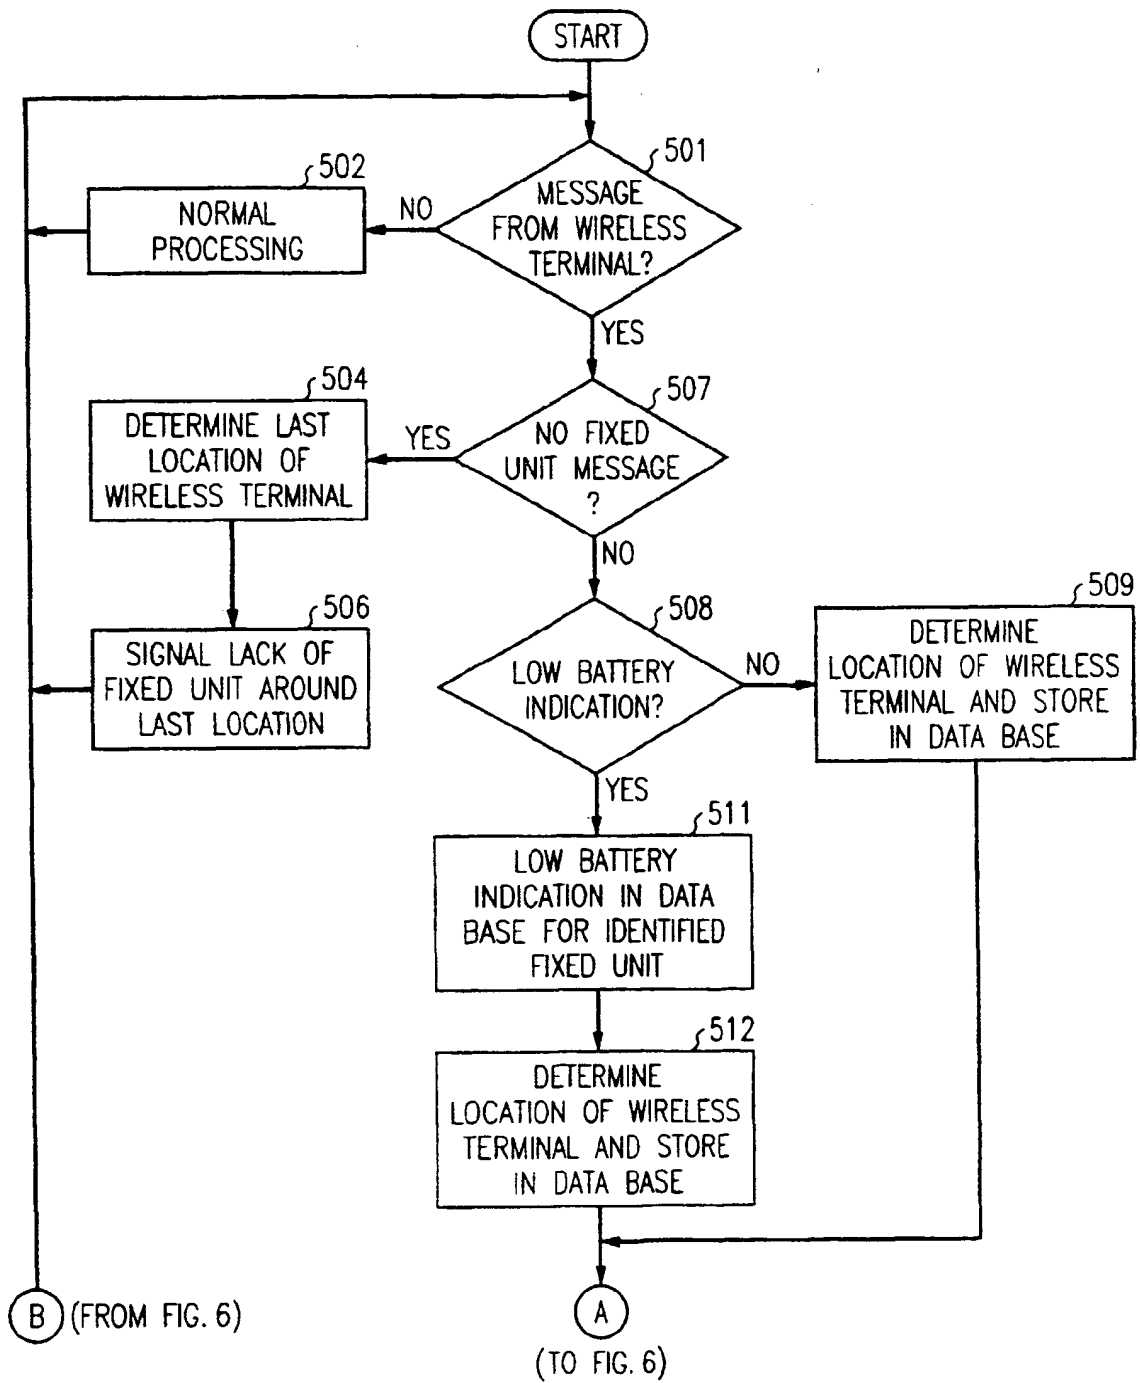 START
501
MESSAGE
FROM WIRELESS
TERMINAL?
502
NORMAL
PROCESSING
NO
YES
507
NO FIXED
UNIT MESSAGE
?
YES
504
DETERMINE LAST
LOCATION OF
WIRELESS TERMINAL
NO
506
SIGNAL LACK OF
FIXED UNIT AROUND
LAST LOCATION
508
LOW BATTERY
INDICATION?
NO
509
DETERMINE
LOCATION OF WIRELESS
TERMINAL AND STORE
IN DATA BASE
YES
511
LOW BATTERY
INDICATION IN DATA
BASE FOR IDENTIFIED
FIXED UNIT
512
DETERMINE
LOCATION OF WIRELESS
TERMINAL AND STORE
IN DATA BASE
B (FROM FIG. 6)
A
(TO FIG. 6)